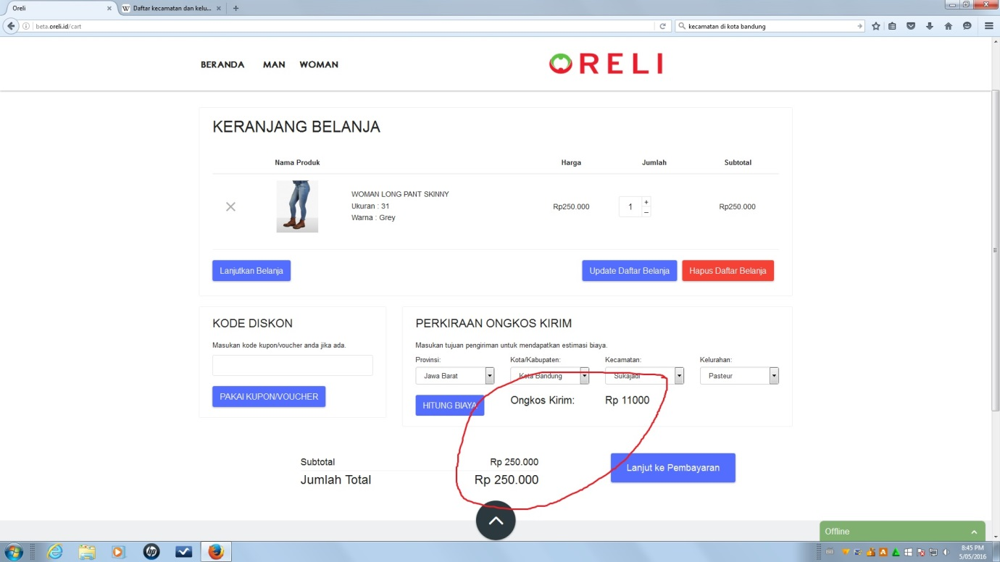 Oreli
Daftar kecamatan dan kelu...
beta.oreli.id/cart
kecamatan di kota bandung
BERANDA MAN WOMAN
ORELI
KERANJANG BELANJA
Nama Produk Harga Jumlah Subtotal
WOMAN LONG PANT SKINNY
Ukuran : 31
Warna : Grey
Rp250.000 1 Rp250.000
Lanjutkan Belanja Update Daftar Belanja Hapus Daftar Belanja
KODE DISKON
Masukan kode kupon/voucher anda jika ada.
PAKAI KUPON/VOUCHER
PERKIRAAN ONGKOS KIRIM
Masukan tujuan pengiriman untuk mendapatkan estimasi biaya.
Provinsi: Kota/Kabupaten: Kecamatan: Kelurahan:
Jawa Barat Kota Bandung Sukajadi Pasteur
HITUNG BIAYA Ongkos Kirim: Rp 11000
Subtotal Rp 250.000
Jumlah Total Rp 250.000
Lanjut ke Pembayaran
Offline
8:45 PM
5/05/2016